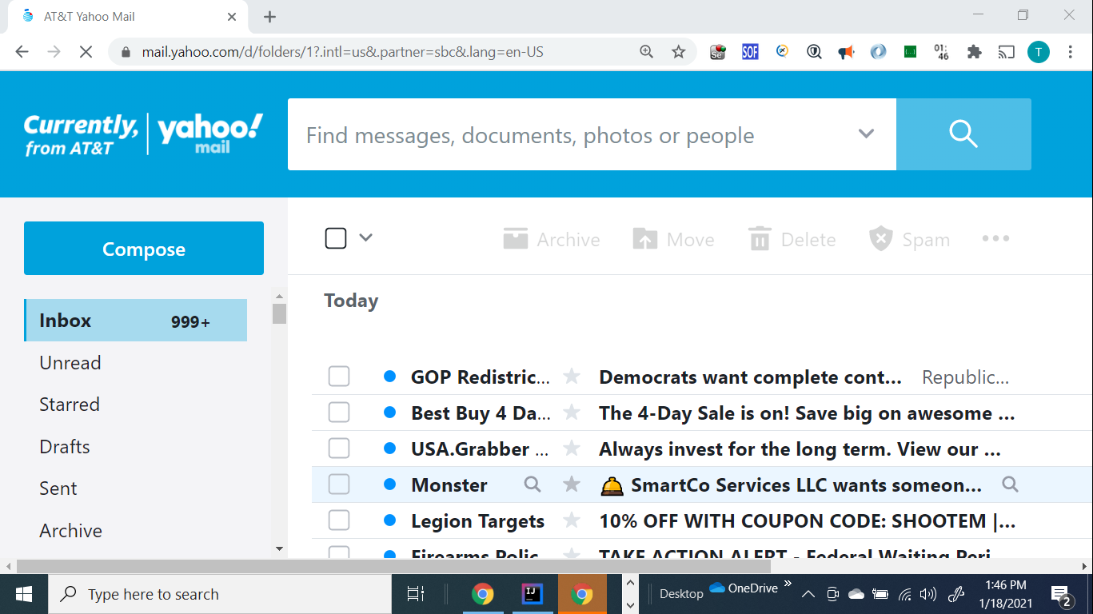 AT&T Yahoo Mail
mail.yahoo.com/d/folders/1?.intl=us&.partner=sbc&.lang=en-US
SOF
01:
46
T
Currently,
from AT&T
yahoo!
mail
Find messages, documents, photos or people
Compose
Archive
Move
Delete
Spam
Inbox 999+
Unread
Starred
Drafts
Sent
Archive
Today
GOP Redistric... Democrats want complete cont... Republic...
Best Buy 4 Da... The 4-Day Sale is on! Save big on awesome ...
USA.Grabber ... Always invest for the long term. View our ...
Monster SmartCo Services LLC wants someon...
Legion Targets 10% OFF WITH COUPON CODE: SHOOTEM |...
Firearms Polic... TAKE ACTION ALERT - Federal Waiting Peri...
Type here to search
IJ
Desktop
OneDrive
1:46 PM
1/18/2021
2